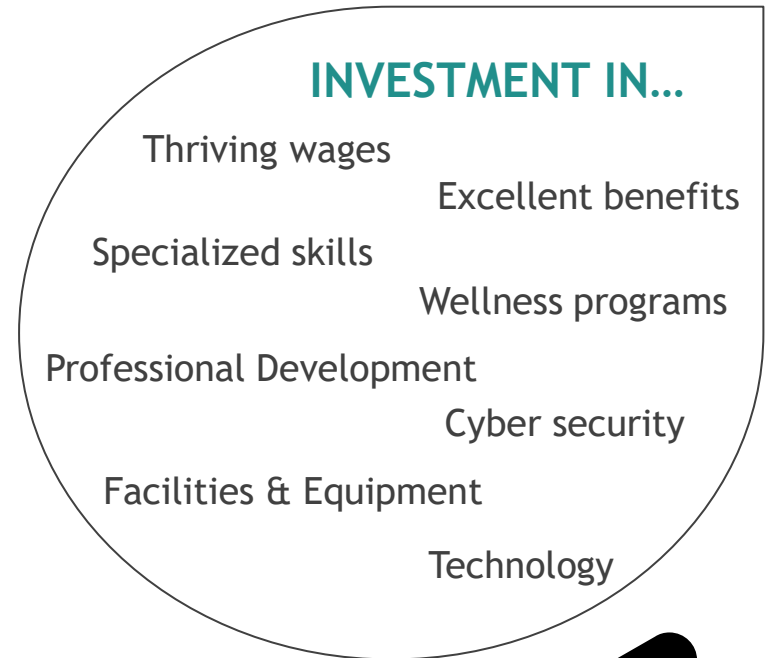 INVESTMENT IN…
Thriving wages
Excellent benefits
Specialized skills
Wellness programs
Professional Development
Cyber security
Facilities & Equipment
Technology